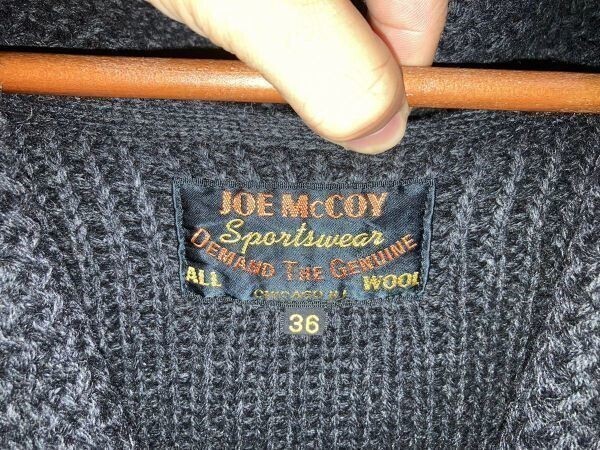 JOE McCOY
Sportswear
DEMAND THE GENUINE
ALL WOOL
36